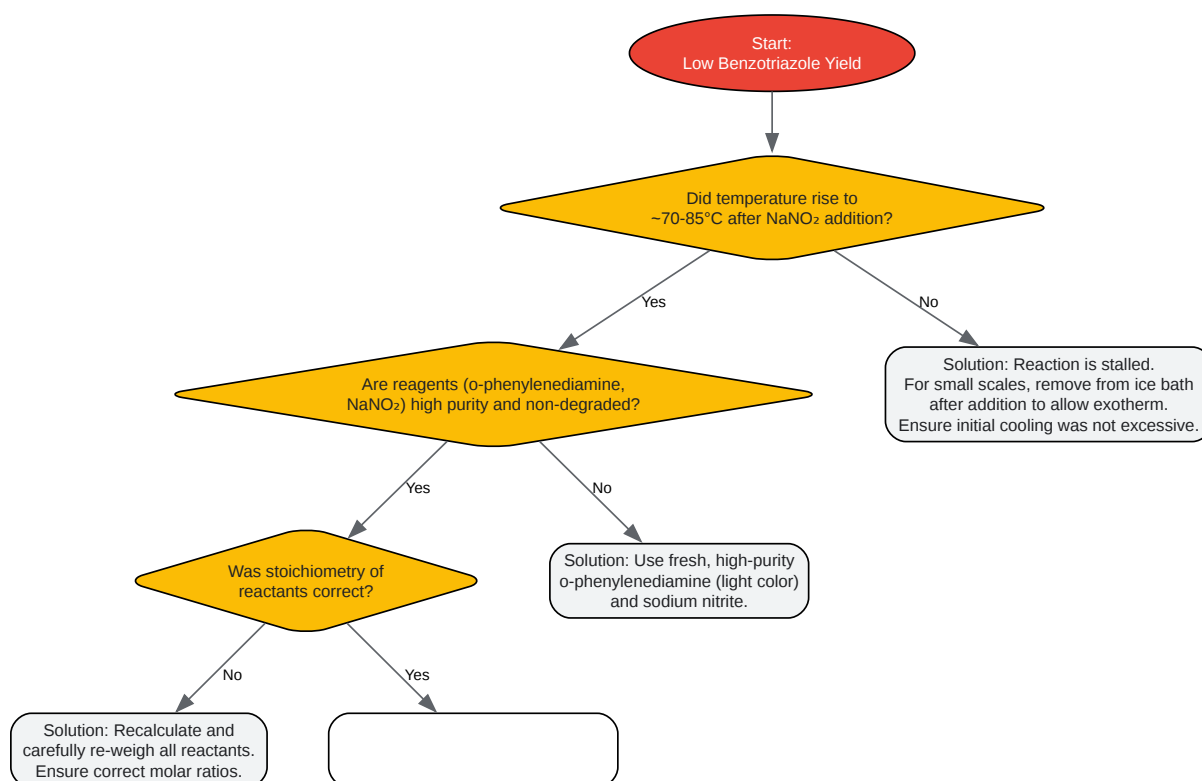 Start:
Low Benzotriazole Yield
Did temperature rise to
~70-85°C after NaNO₂ addition?
Yes
No
Solution: Reaction is stalled.
For small scales, remove from ice bath
after addition to allow exotherm.
Ensure initial cooling was not excessive.
Are reagents (o-phenylenediamine,
NaNO₂) high purity and non-degraded?
Yes
No
Solution: Use fresh, high-purity
o-phenylenediamine (light color)
and sodium nitrite.
Was stoichiometry of
reactants correct?
No
Yes
Solution: Recalculate and
carefully re-weigh all reactants.
Ensure correct molar ratios.